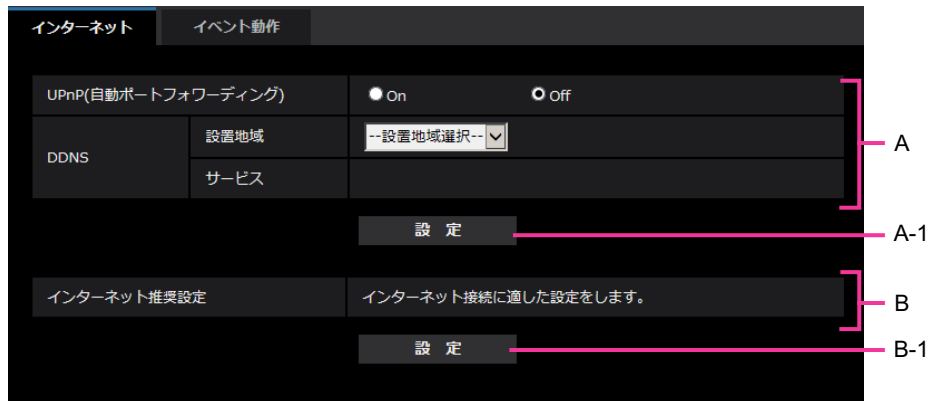 インターネット イベント動作
UPnP(自動ポートフォワーディング) On Off
DDNS 設置地域 --設置地域選択--
サービス
A
設 定
A-1
インターネット推奨設定 インターネット接続に適した設定をします。
B
設 定
B-1